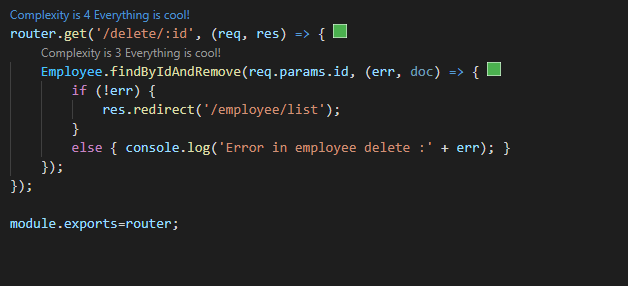 Complexity is 4 Everything is cool!
router.get('/delete/:id', (req, res) => {
Complexity is 3 Everything is cool!
Employee.findByIdAndRemove(req.params.id, (err, doc) => {
if (!err) {
res.redirect('/employee/list');
}
else { console.log('Error in employee delete :' + err); }
});
});
module.exports=router;